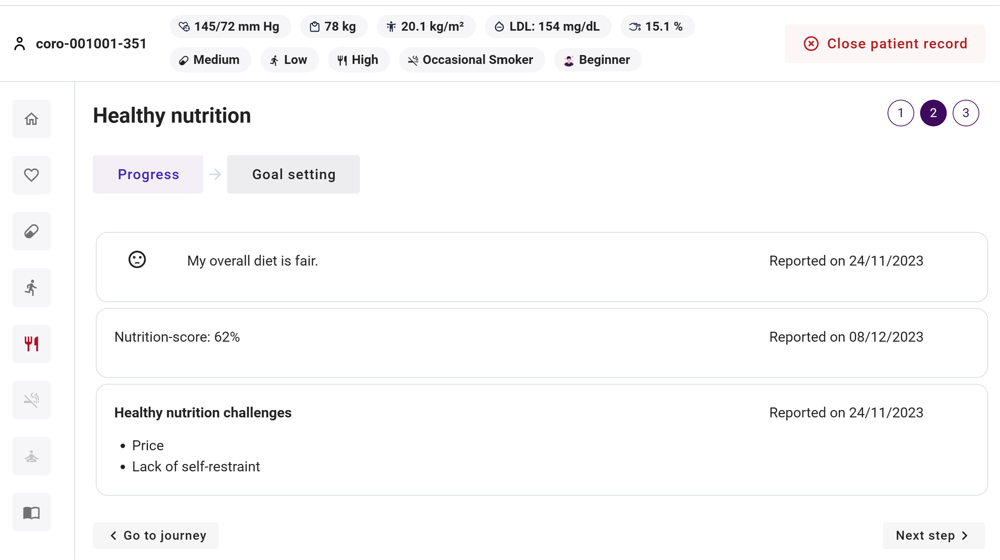 coro-001001-351
145/72 mm Hg
78 kg
20.1 kg/m²
LDL: 154 mg/dL
15.1 %
Medium
Low
High
Occasional Smoker
Beginner
Close patient record
Healthy nutrition
1
2
3
Progress
Goal setting
My overall diet is fair.
Reported on 24/11/2023
Nutrition-score: 62%
Reported on 08/12/2023
Healthy nutrition challenges
Reported on 24/11/2023
• Price
• Lack of self-restraint
Go to journey
Next step